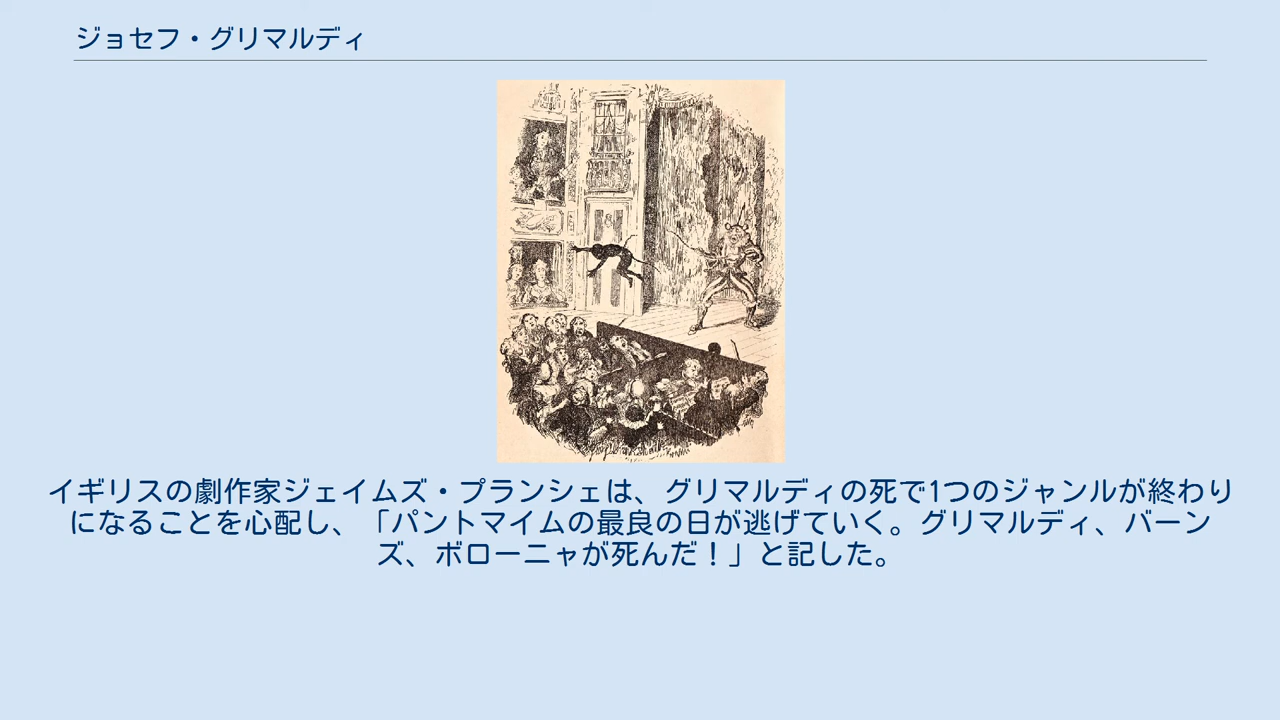 ジョセフ・グリマルディ
イギリスの劇作家ジェイムズ・プランシェは、グリマルディの死で1つのジャンルが終わり
になることを心配し、「パントマイムの最良の日が逃げていく。グリマルディ、バーン
ズ、ボローニャが死んだ！」と記した。